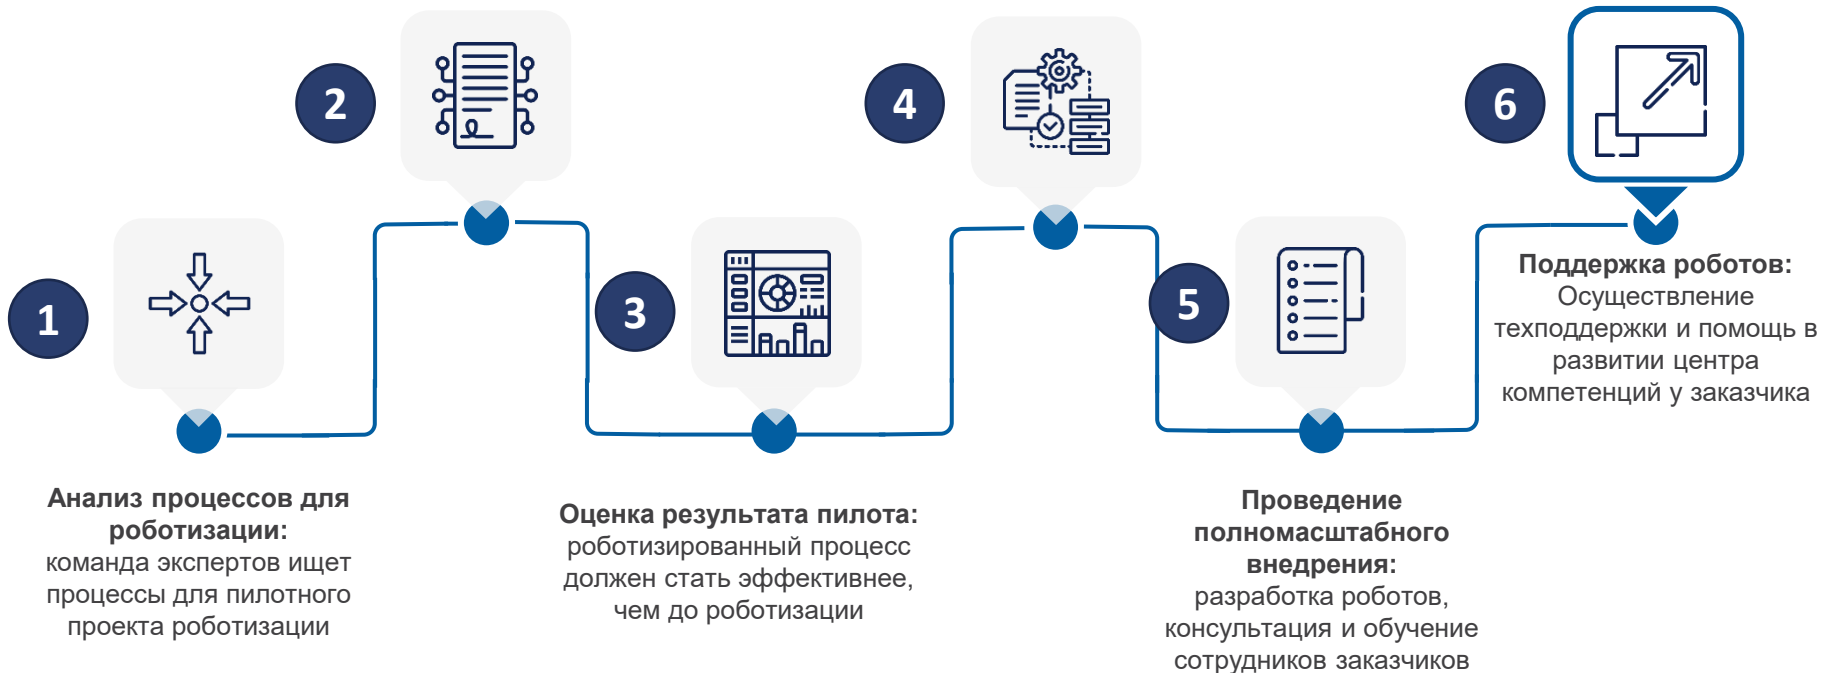 1
Анализ процессов для
роботизации:
команда экспертов ищет
процессы для пилотного
проекта роботизации
2
3
Оценка результата пилота:
роботизированный процесс
должен стать эффективнее,
чем до роботизации
4
5
Проведение
полномасштабного
внедрения:
разработка роботов,
консультация и обучение
сотрудников заказчиков
6
Поддержка роботов:
Осуществление
техподдержки и помощь в
развитии центра
компетенций у заказчика